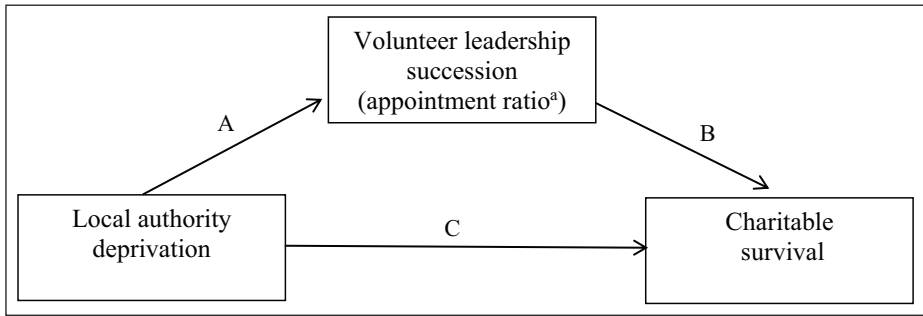 Volunteer leadership
succession
(appointment ratioᵃ)
A
B
Local authority
deprivation
C
Charitable
survival